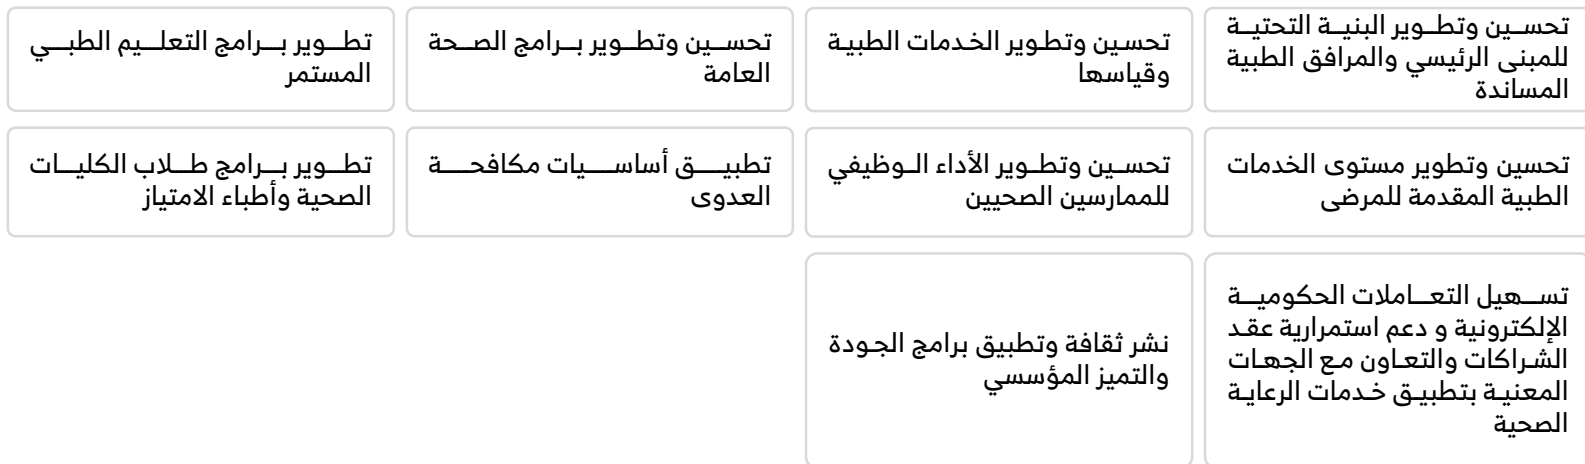 تحسين وتطوير البنية التحتية
للمبنى الرئيسي والمرافق الطبية
المساندة
تحسين وتطوير الخدمات الطبية
وقياسها
تحسين وتطوير برامج الصحة
العامة
تطوير برامج التعليم الطبي
المستمر
تحسين وتطوير مستوى الخدمات
الطبية المقدمة للمرضى
تحسين وتطوير الأداء الوظيفي
للممارسين الصحيين
تطبيق أساسيات مكافحة
العدوى
تطوير برامج طلاب الكليات
الصحية وأطباء الامتياز
تسهيل التعاملات الحكومية
الإلكترونية و دعم استمرارية عقد
الشراكات والتعاون مع الجهات
المعنية بتطبيق خدمات الرعاية
الصحية
نشر ثقافة وتطبيق برامج الجودة
والتميز المؤسسي